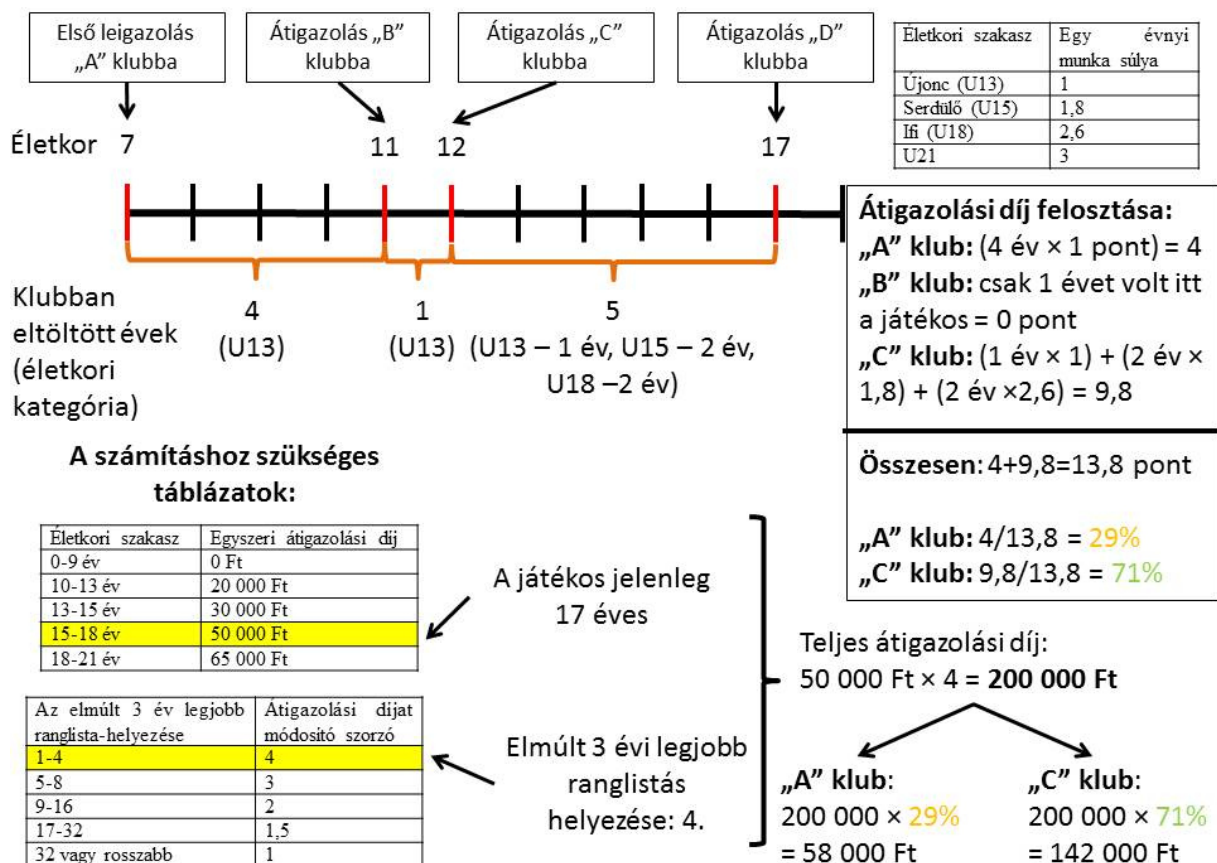 Első leigazolás
„A” klubba
Átigazolás „B”
klubba
Átigazolás „C”
klubba
Átigazolás „D”
klubba
Életkori szakasz Egy évnyi
munka súlya
Újonc (U13) 1
Serdülő (U15) 1,8
Ifi (U18) 2,6
U21 3
Életkor 7 11 12 17
Klubban
eltöltött évek
(életkori
kategória)
4
(U13)
1
(U13)
5
(U13 – 1 év, U15 – 2 év,
U18 –2 év)
Átigazolási díj felosztása:
„A” klub: (4 év × 1 pont) = 4
„B” klub: csak 1 évet volt itt
a játékos = 0 pont
„C” klub: (1 év × 1) + (2 év ×
1,8) + (2 év ×2,6) = 9,8
Összesen: 4+9,8=13,8 pont
„A” klub: 4/13,8 = 29%
„C” klub: 9,8/13,8 = 71%
A számításhoz szükséges
táblázatok:
Életkori szakasz Egyszeri átigazolási díj
0-9 év 0 Ft
10-13 év 20 000 Ft
13-15 év 30 000 Ft
15-18 év 50 000 Ft
18-21 év 65 000 Ft
A játékos jelenleg
17 éves
Az elmúlt 3 év legjobb
ranglista-helyezése
Átigazolási díjat
módosító szorzó
1-4 4
5-8 3
9-16 2
17-32 1,5
32 vagy rosszabb 1
Elmúlt 3 évi legjobb
ranglistás
helyezése: 4.
Teljes átigazolási díj:
50 000 Ft × 4 = 200 000 Ft
„A” klub:
200 000 × 29%
= 58 000 Ft
„C” klub:
200 000 × 71%
= 142 000 Ft